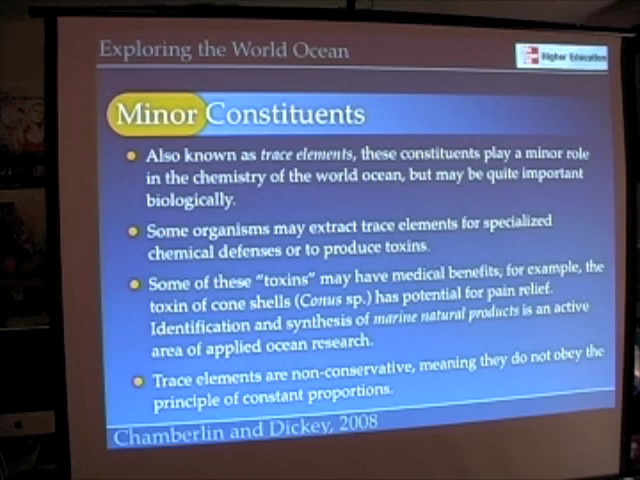 Exploring the World Ocean
Higher Education
Minor Constituents
Also known as trace elements, these constituents play a minor role
in the chemistry of the world ocean, but may be quite important
biologically.
Some organisms may extract trace elements for specialized
chemical defenses or to produce toxins.
Some of these "toxins" may have medical benefits; for example, the
toxin of cone shells (Conus sp.) has potential for pain relief.
Identification and synthesis of marine natural products is an active
area of applied ocean research.
Trace elements are non-conservative, meaning they do not obey the
principle of constant proportions.
Chamberlin and Dickey, 2008